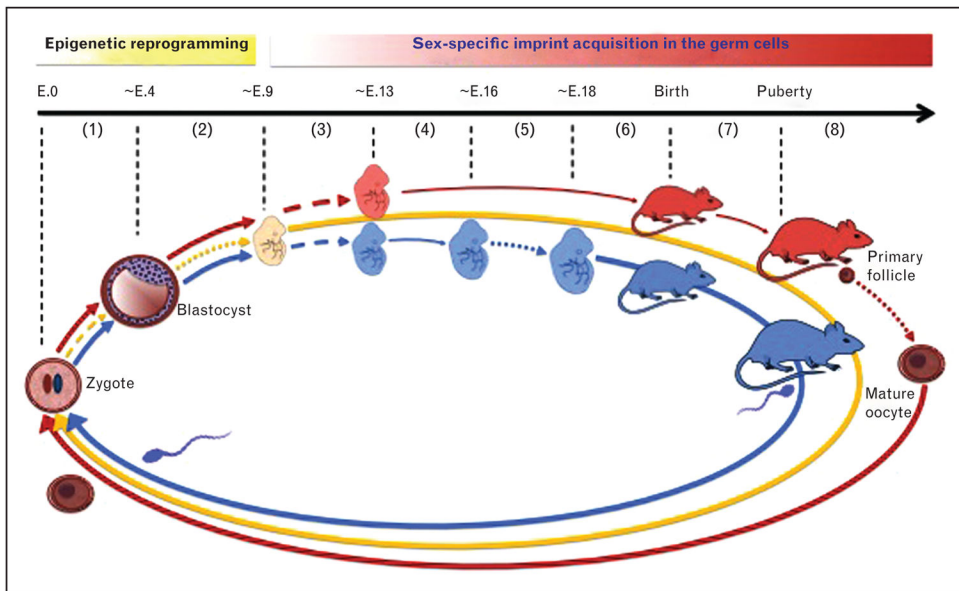 Epigenetic reprogramming
Sex-specific imprint acquisition in the germ cells
E.0
~E.4
~E.9
~E.13
~E.16
~E.18
Birth
Puberty
(1)
(2)
(3)
(4)
(5)
(6)
(7)
(8)
Primary
follicle
Blastocyst
Zygote
Mature
oocyte